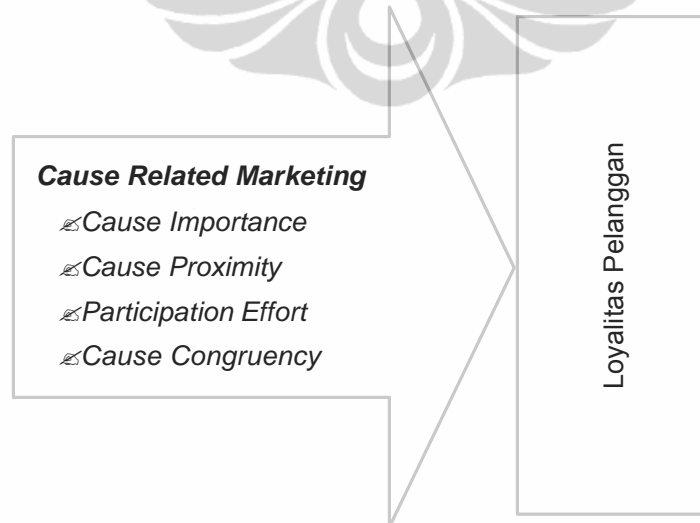 Cause Related Marketing
✍Cause Importance
✍Cause Proximity
✍Participation Effort
✍Cause Congruency
Loyalitas Pelanggan